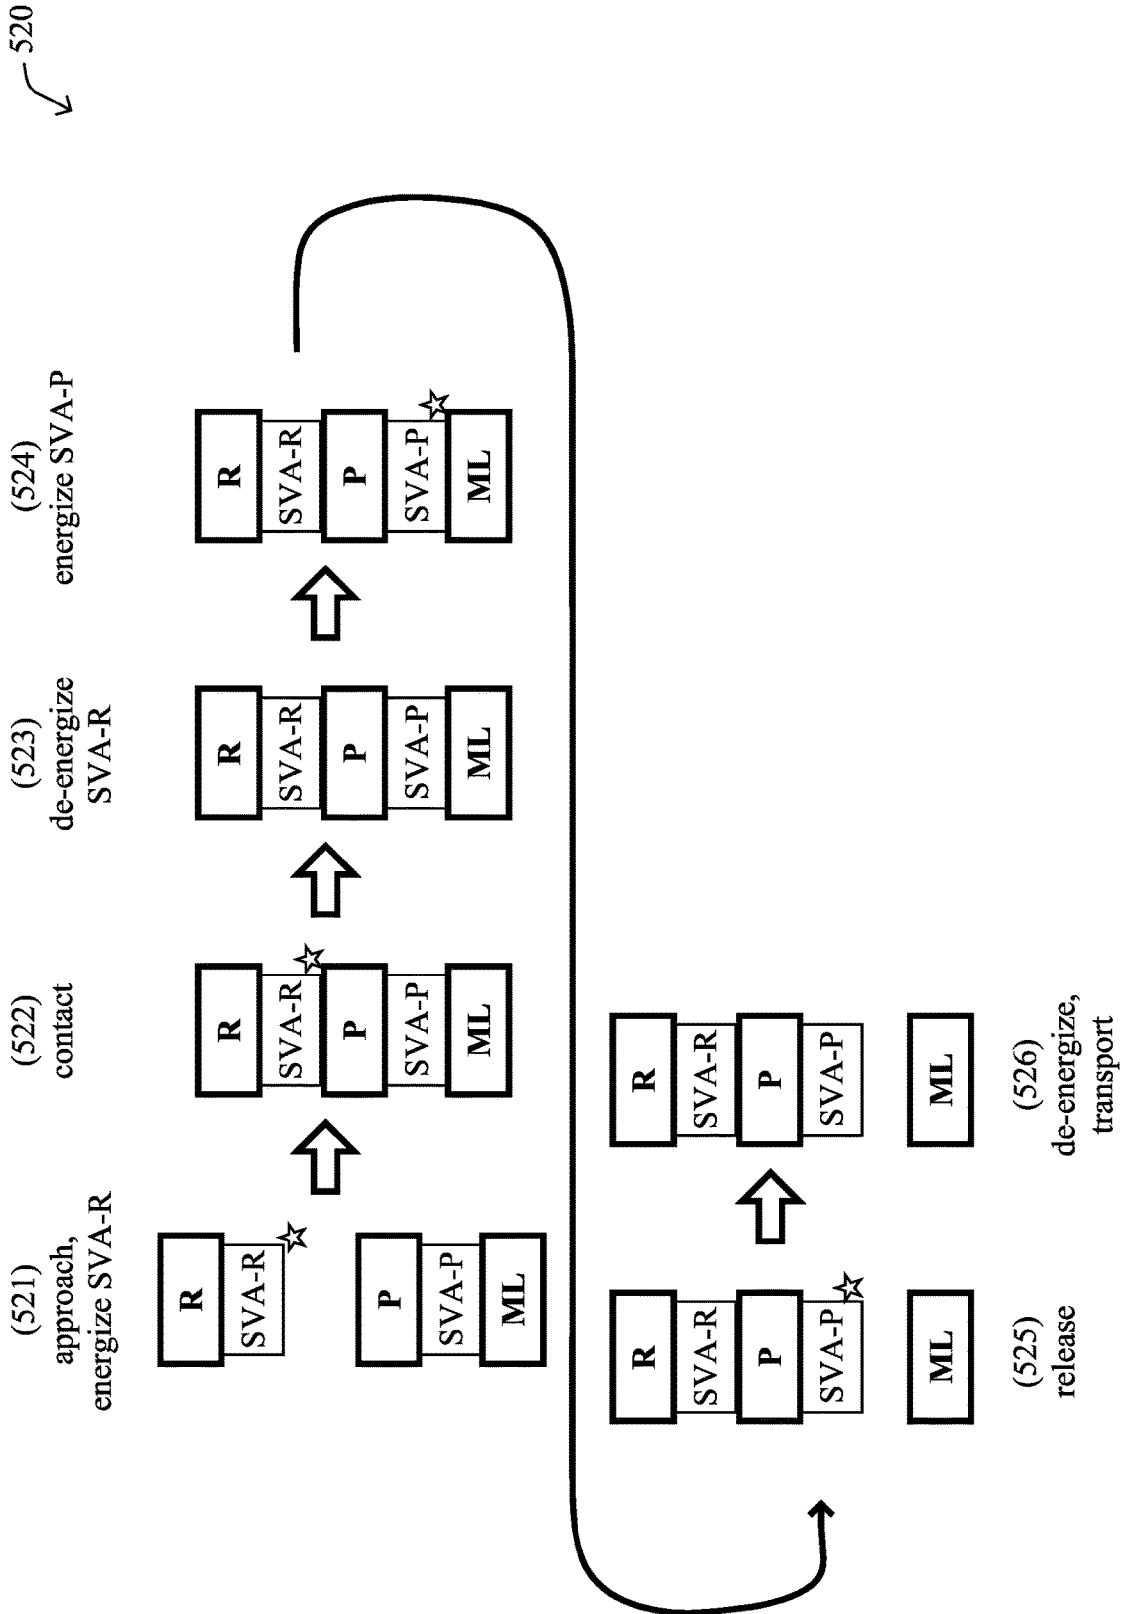 520
(521)
approach,
energize SVA-R
R
SVA-R
P
SVA-P
ML
(522)
contact
R
SVA-R
P
SVA-P
ML
(523)
de-energize
SVA-R
R
SVA-R
P
SVA-P
ML
(524)
energize SVA-P
R
SVA-R
P
SVA-P
ML
R
SVA-R
P
SVA-P
ML
(525)
release
R
SVA-R
P
SVA-P
ML
(526)
de-energize,
transport